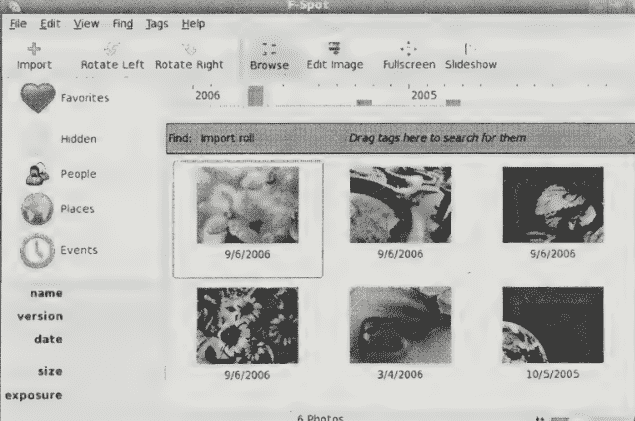 F-Spot
File Edit View Find Tags Help
Import Rotate Left Rotate Right Browse Edit Image Fullscreen Slideshow
2006 2005
Favorites
Find: Import roll Drag tags here to search for them
Hidden
People
Places
Events
9/6/2006 9/6/2006 9/6/2006
name
version
date
size
exposure
9/6/2006 3/4/2006 10/5/2005
6 Photos